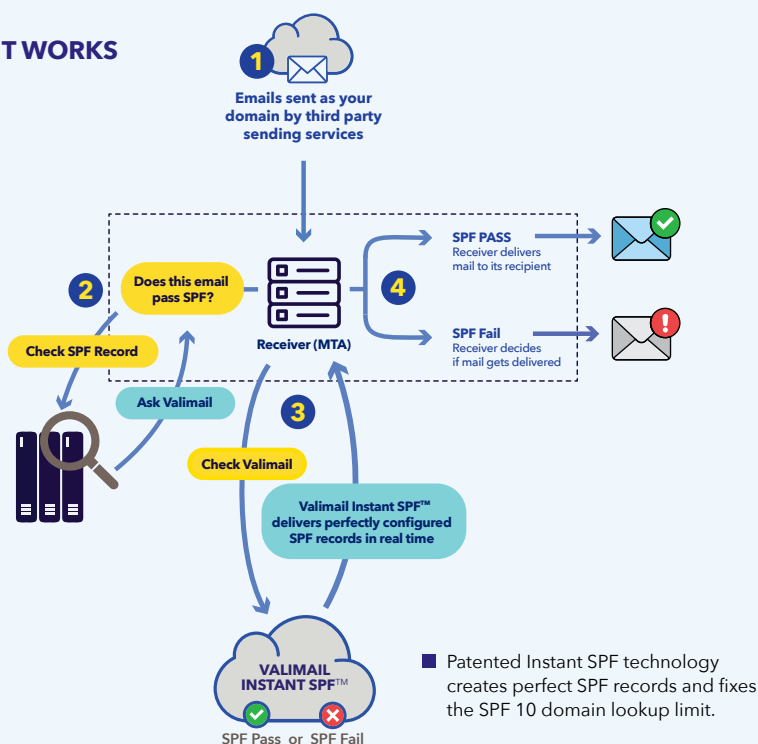 T WORKS
1
Emails sent as your
domain by third party
sending services
2
Does this email
pass SPF?
Receiver (MTA)
4
SPF PASS
Receiver delivers
mail to its recipient
SPF Fail
Receiver decides
if mail gets delivered
Check SPF Record
Ask Valimail
3
Check Valimail
Valimail Instant SPF™
delivers perfectly configured
SPF records in real time
VALIMAIL
INSTANT SPF™
SPF Pass or SPF Fail
Patented Instant SPF technology
creates perfect SPF records and fixes
the SPF 10 domain lookup limit.